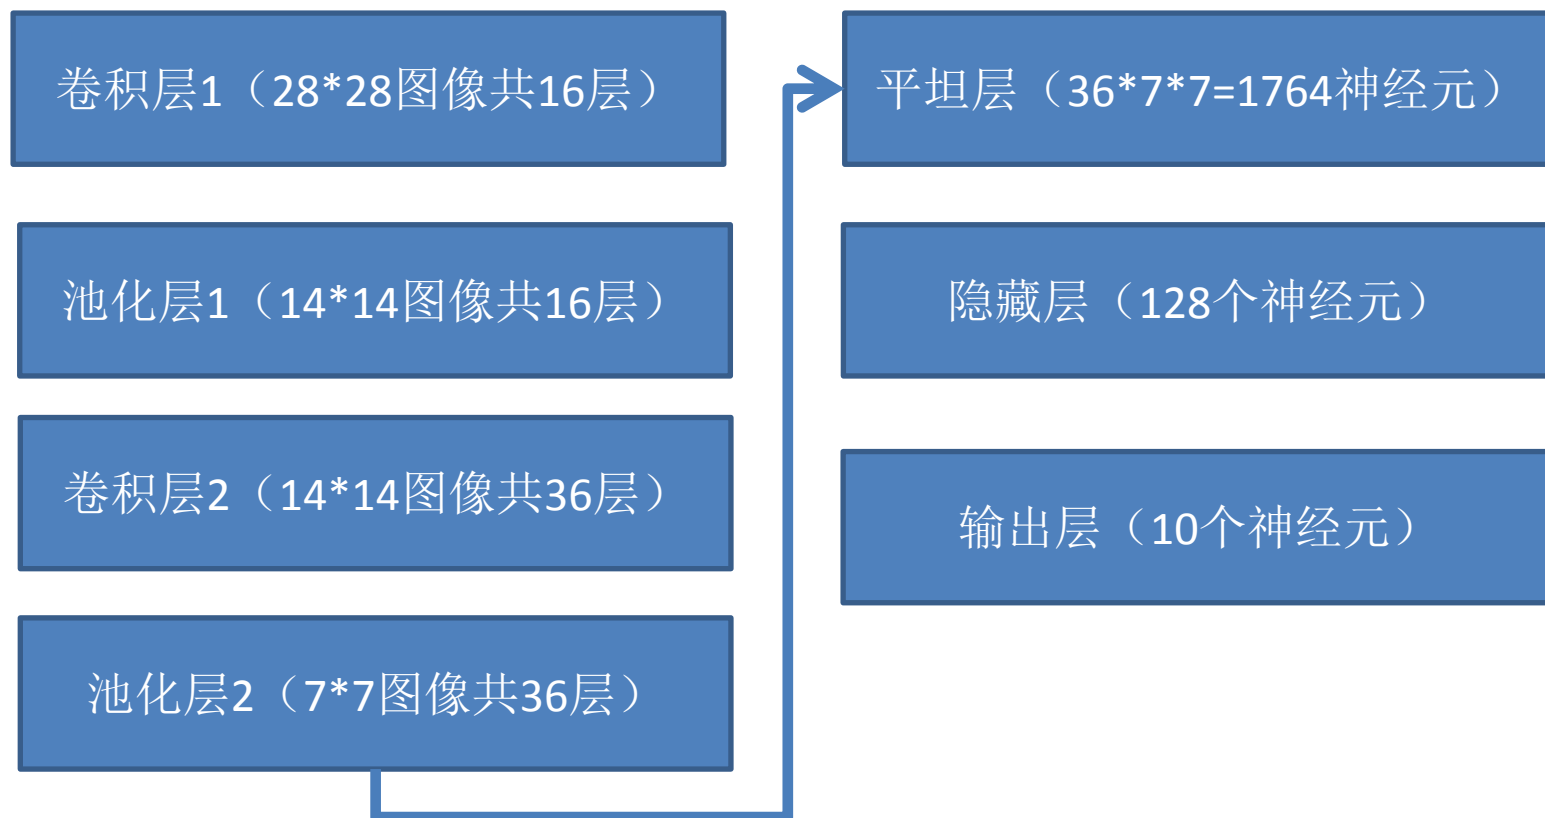 卷积层1（28*28图像共16层）
池化层1（14*14图像共16层）
卷积层2（14*14图像共36层）
池化层2（7*7图像共36层）
平坦层（36*7*7=1764神经元）
隐藏层（128个神经元）
输出层（10个神经元）